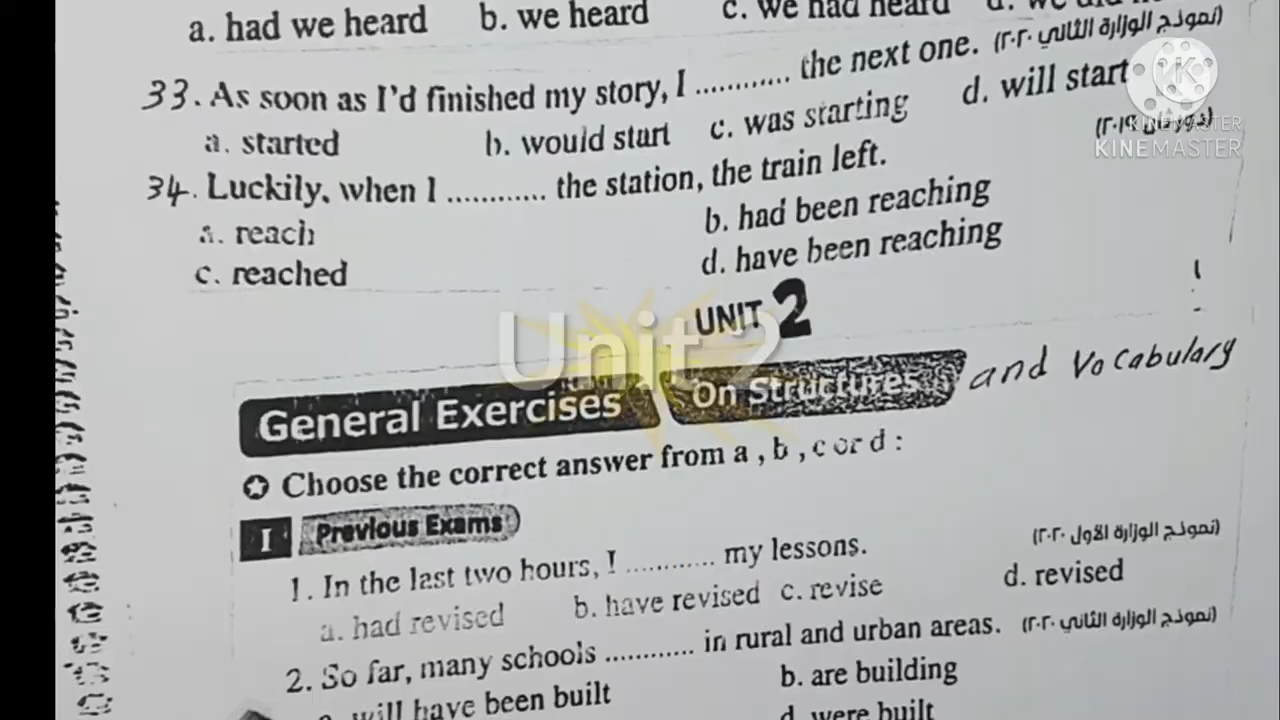 a. had we heard b. we heard c. we had heard d. we did
33. As soon as I'd finished my story, I ............ the next one. (نموذج الوزارة الثاني ٢٠٢٠)
a. started b. would start c. was starting d. will start
34. Luckily, when I ............ the station, the train left.
a. reach b. had been reaching
c. reached d. have been reaching
UNIT 2
Unit 2
General Exercises On Structures and Vocabulary
Choose the correct answer from a, b, c or d :
I Previous Exams
1. In the last two hours, I ............ my lessons. (نموذج الوزارة الأول ٢٠٢٠)
a. had revised b. have revised c. revise d. revised
2. So far, many schools ............ in rural and urban areas. (نموذج الوزارة الثاني ٢٠٢٠)
a. will have been built b. are building
d. were built
KINEMASTER
KINEMASTER